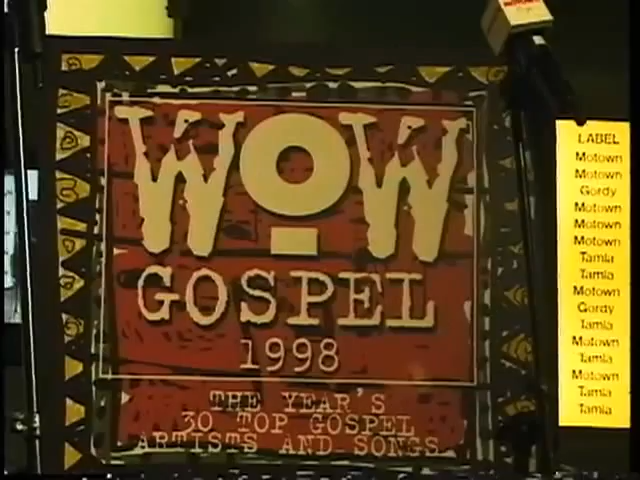 WOW
GOSPEL
1998
THE YEAR'S
30 TOP GOSPEL
ARTISTS AND SONGS
LABEL
Motown
Motown
Gordy
Motown
Motown
Motown
Tamla
Tamla
Motown
Gordy
Tamla
Motown
Tamla
Motown
Tamla
Tamla